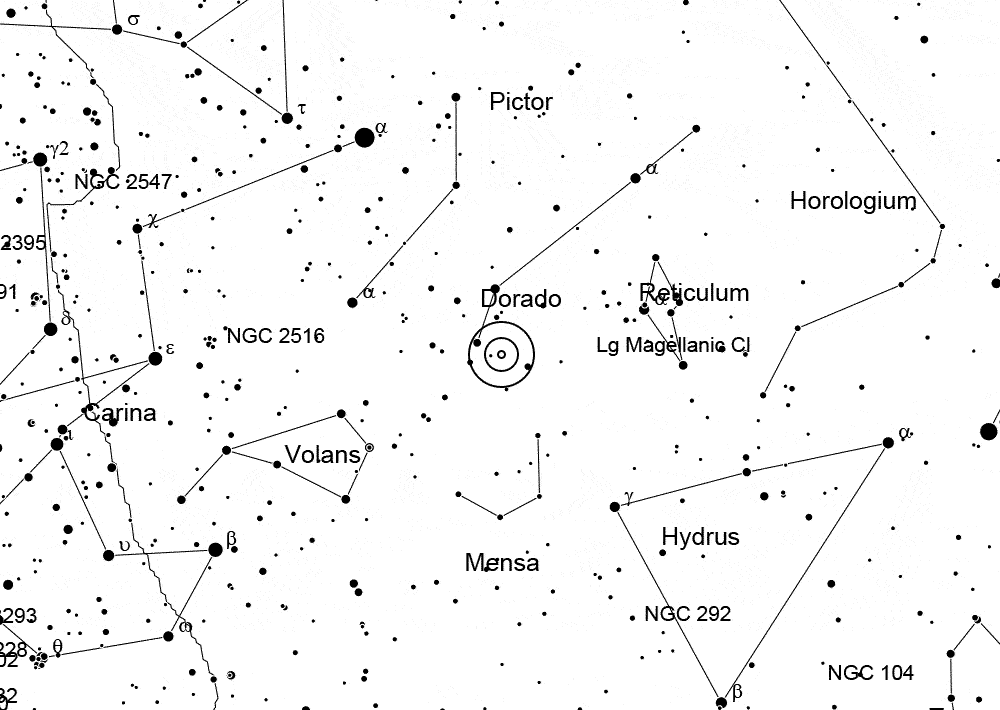 σ
Pictor
τ
α
γ2
α
NGC 2547
Horologium
χ
2395
91
α
Dorado
Reticulum
α
δ
NGC 2516
Lg Magellanic Cl
ε
Carina
ι
Volans
α
γ
Hydrus
υ
β
Mensa
293
NGC 292
ω
θ
228
02
NGC 104
β
32
0